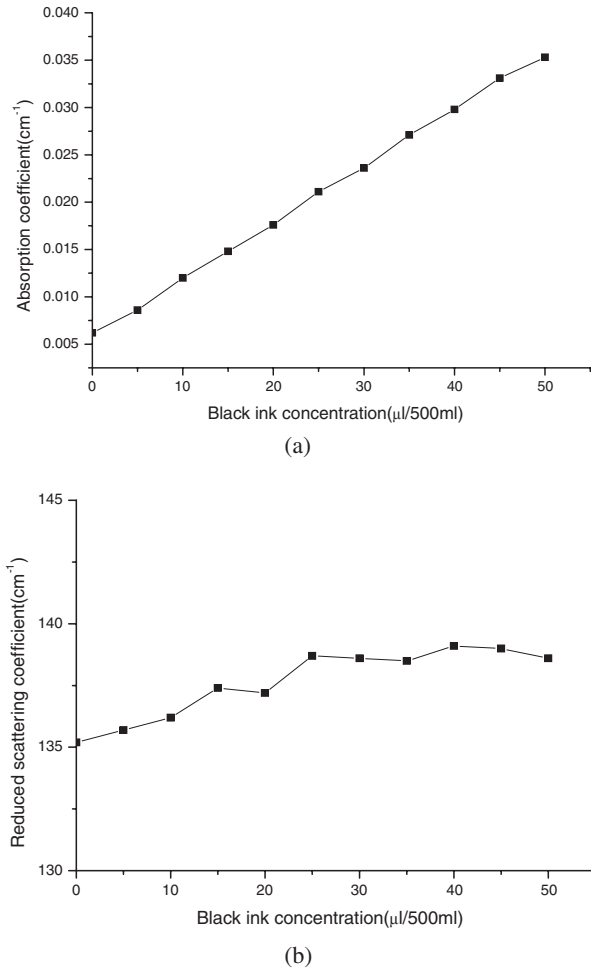 0.040
0.035
0.030
0.025
0.020
0.015
0.010
0.005
Absorption coefficient(cm⁻¹)
0 10 20 30 40 50
Black ink concentration(μl/500ml)
(a)
145
140
135
130
Reduced scattering coefficient(cm⁻¹)
0 10 20 30 40 50
Black ink concentration(μl/500ml)
(b)